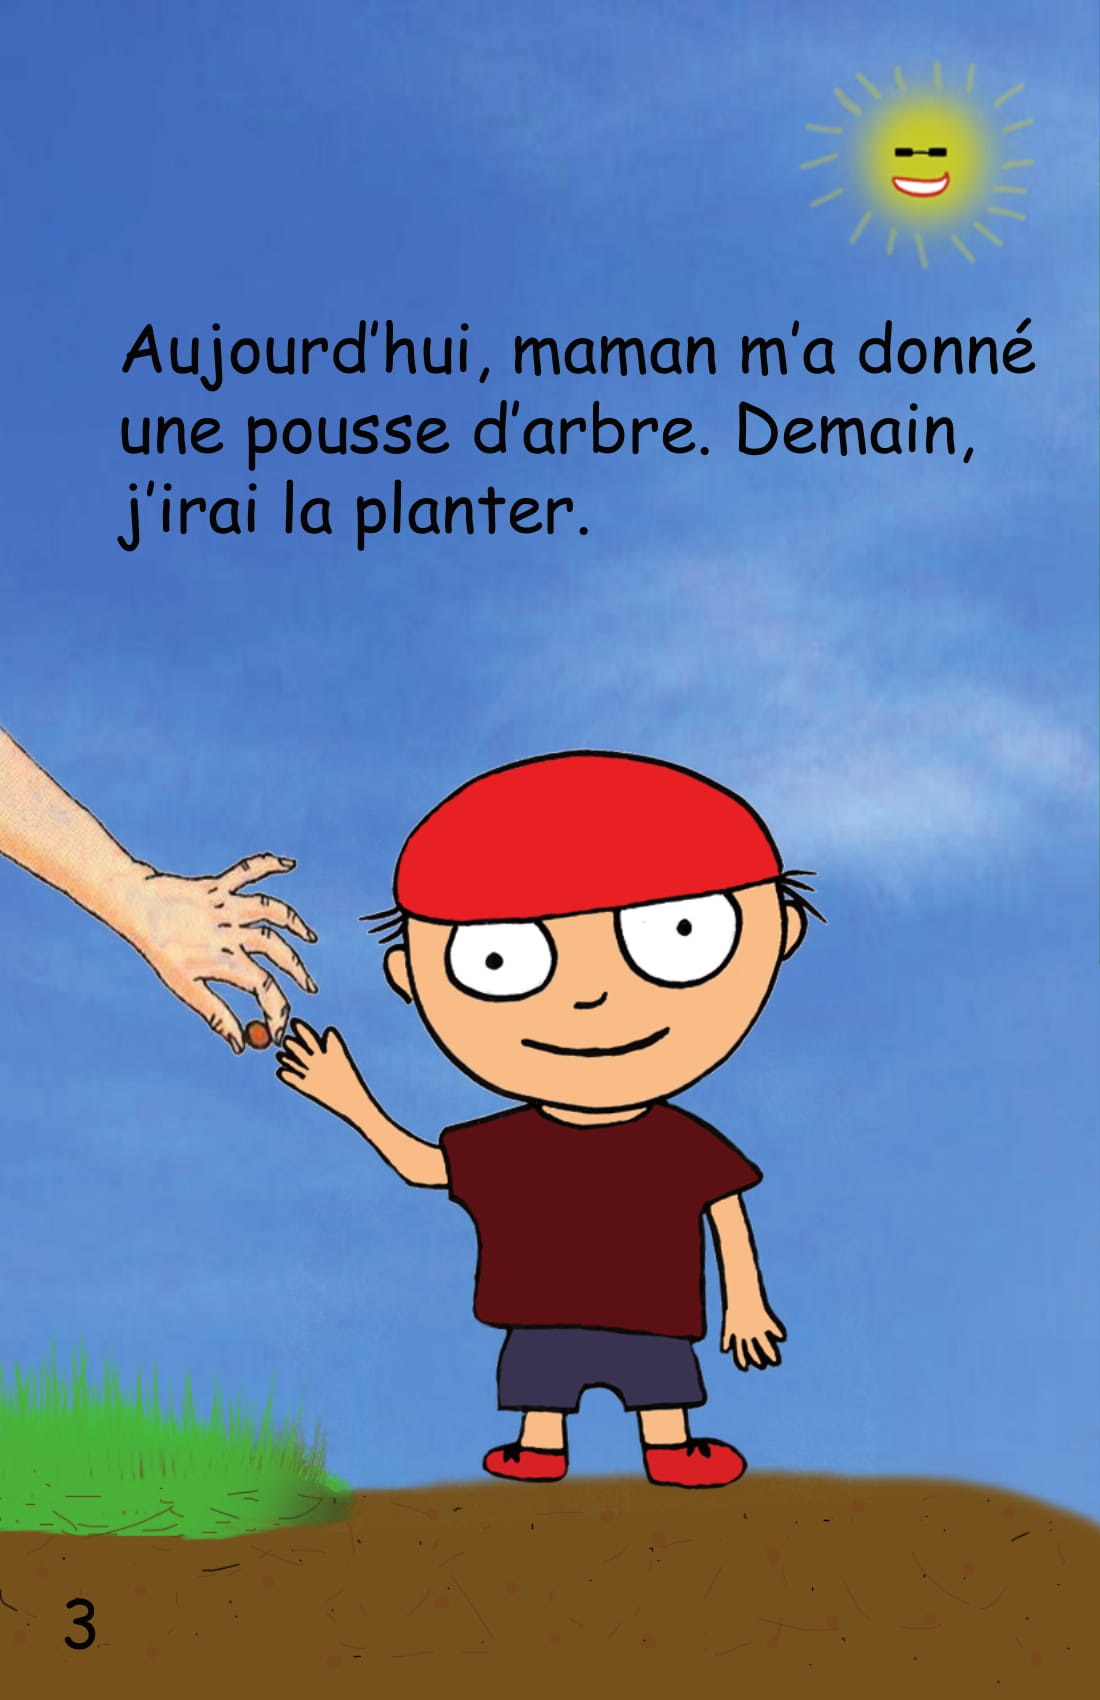 Aujourd’hui, maman m’a donné
une pousse d’arbre. Demain,
j’irai la planter.
3